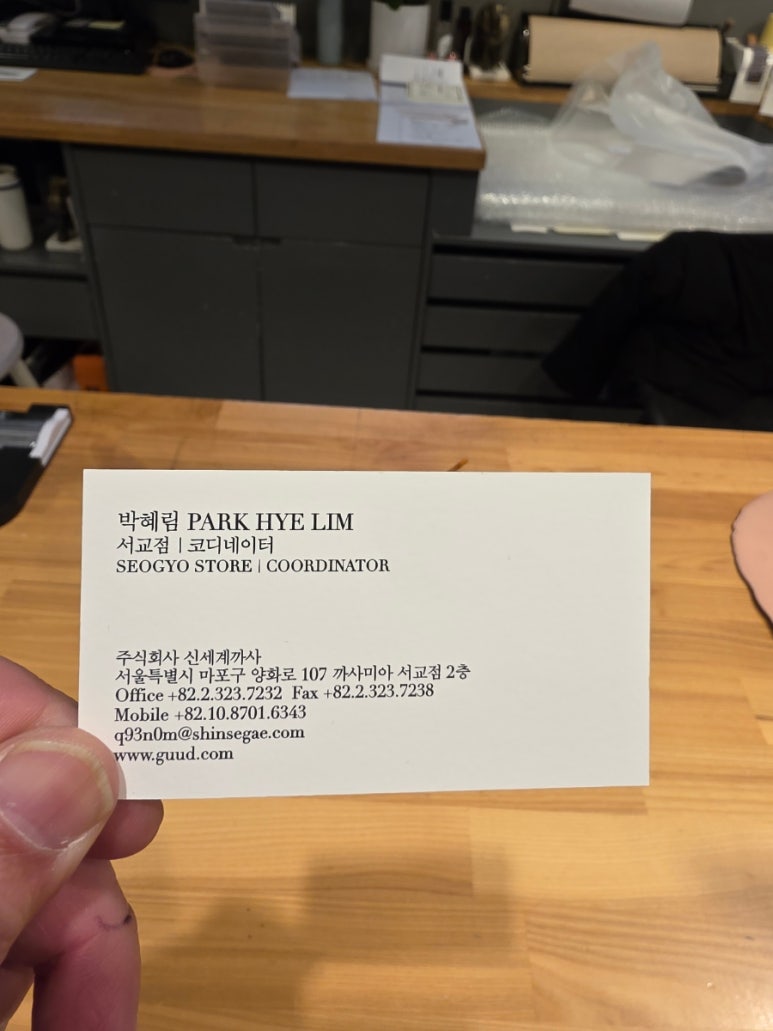 박혜림 PARK HYE LIM
서교점 | 코디네이터
SEOGYO STORE | COORDINATOR
주식회사 신세계까사
서울특별시 마포구 양화로 107 까사미아 서교점 2층
Office +82.2.323.7232 Fax +82.2.323.7238
Mobile +82.10.8701.6343
q93n0m@shinsegae.com
www.guud.com